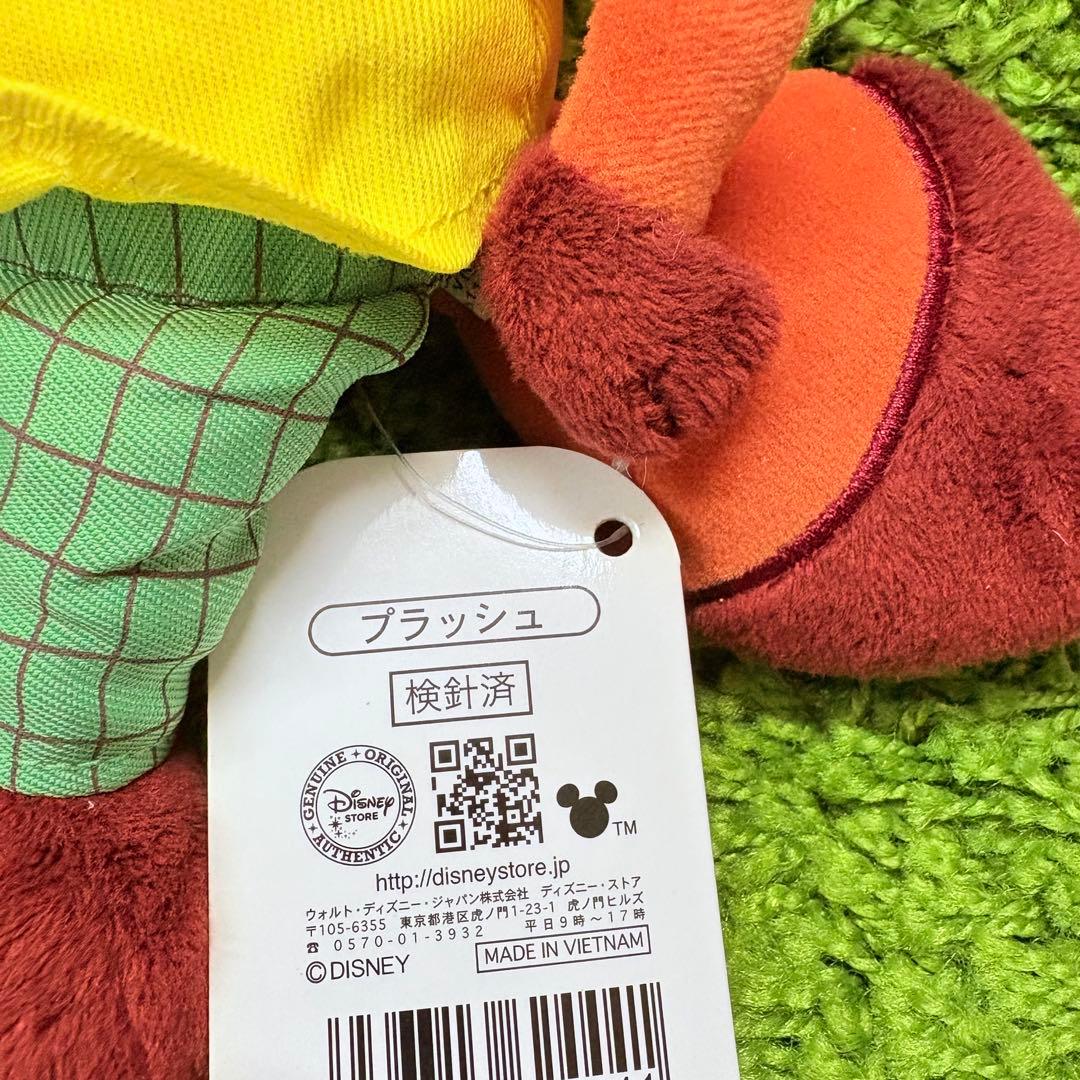 プラッシュ
検針済
GENUINE ORIGINAL
Disney
STORE
AUTHENTIC
TM
http://disneystore.jp
ウォルト・ディズニー・ジャパン株式会社 ディズニー・ストア
〒105-6355 東京都港区虎ノ門1-23-1 虎ノ門ヒルズ
☎ 0570-01-3932 平日9時～17時
©DISNEY
MADE IN VIETNAM